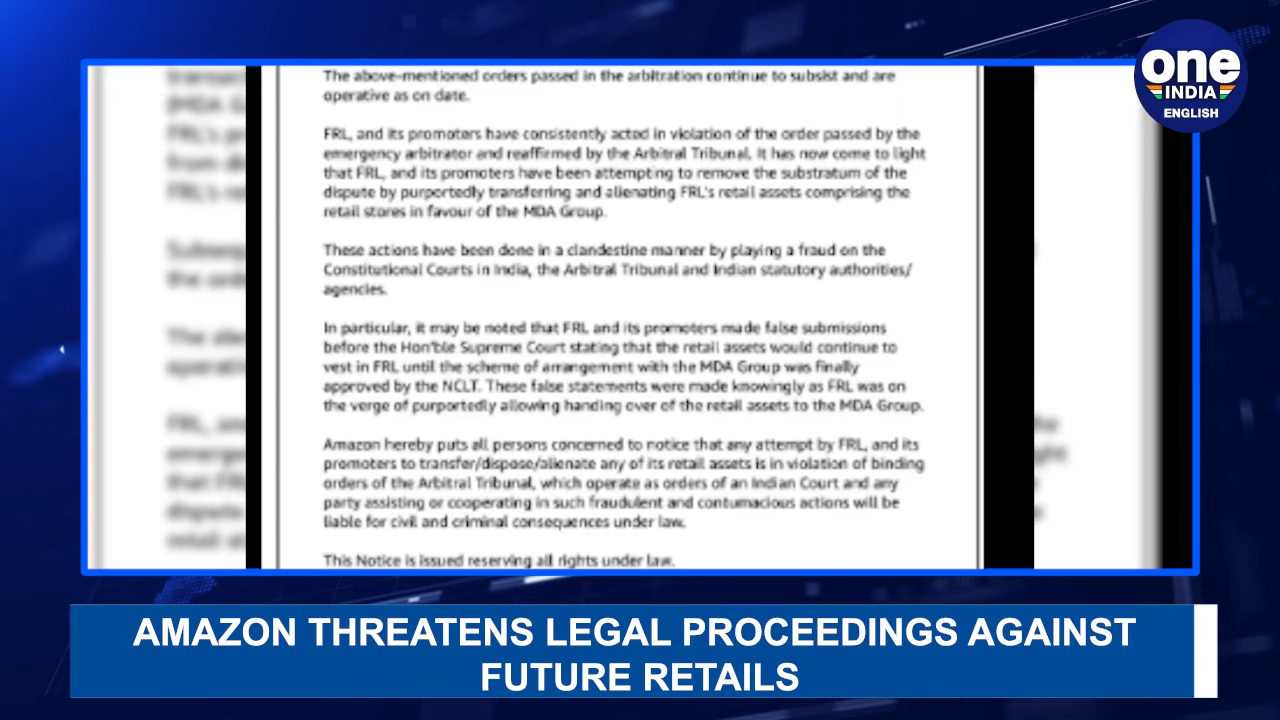 one
INDIA
ENGLISH
The above-mentioned orders passed in the arbitration continue to subsist and are
operative as on date.
FRL, and its promoters have consistently acted in violation of the order passed by the
emergency arbitrator and reaffirmed by the Arbitral Tribunal. It has now come to light
that FRL, and its promoters have been attempting to remove the substratum of the
dispute by purportedly transferring and alienating FRL's retail assets comprising the
retail stores in favour of the MDA Group.
These actions have been done in a clandestine manner by playing a fraud on the
Constitutional Courts in India, the Arbitral Tribunal and Indian statutory authorities/
agencies.
In particular, it may be noted that FRL and its promoters made false submissions
before the Hon'ble Supreme Court stating that the retail assets would continue to
vest in FRL until the scheme of arrangement with the MDA Group was finally
approved by the NCLT. These false statements were made knowingly as FRL was on
the verge of purportedly allowing handing over of the retail assets to the MDA Group.
Amazon hereby puts all persons concerned to notice that any attempt by FRL, and its
promoters to transfer/dispose/alienate any of its retail assets is in violation of binding
orders of the Arbitral Tribunal, which operate as orders of an Indian Court and any
party assisting or cooperating in such fraudulent and contumacious actions will be
liable for civil and criminal consequences under law.
This Notice is issued reserving all rights under law.
AMAZON THREATENS LEGAL PROCEEDINGS AGAINST
FUTURE RETAILS